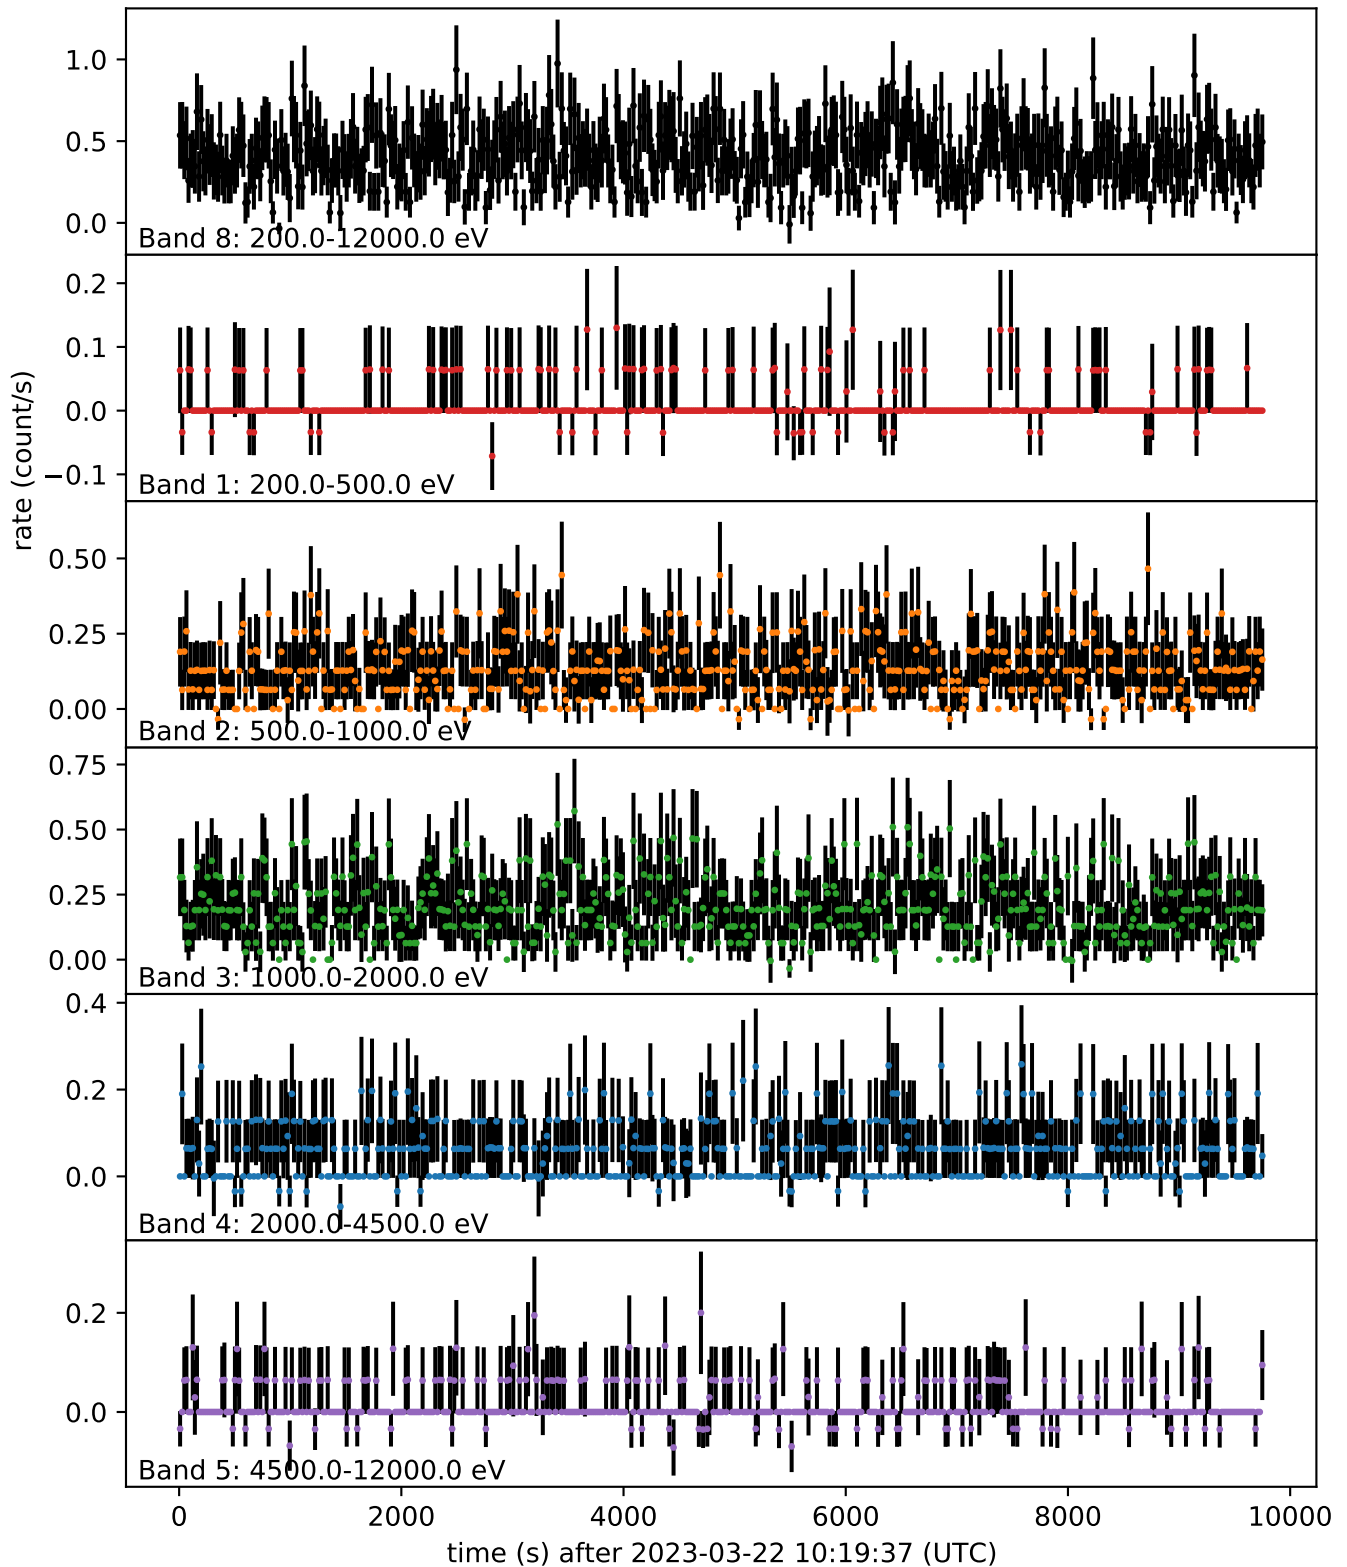 1.0
0.5
0.0
Band 8: 200.0-12000.0 eV
0.2
0.1
0.0
−0.1
Band 1: 200.0-500.0 eV
rate (count/s)
0.50
0.25
0.00
Band 2: 500.0-1000.0 eV
0.75
0.50
0.25
0.00
Band 3: 1000.0-2000.0 eV
0.4
0.2
0.0
Band 4: 2000.0-4500.0 eV
0.2
0.0
Band 5: 4500.0-12000.0 eV
0 2000 4000 6000 8000 10000
time (s) after 2023-03-22 10:19:37 (UTC)